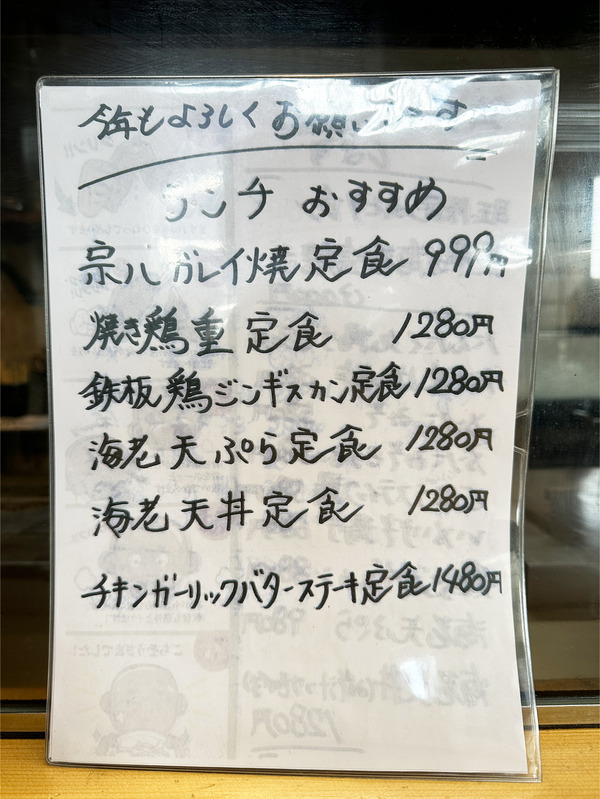 今年もよろしくお願いします
ランチ おすすめ
宗八ガレイ焼定食 999円
焼き鶏重定食 1280円
鉄板鶏ジンギスカン定食 1280円
海老天ぷら定食 1280円
海老天丼定食 1280円
チキンガーリックバターステーキ定食 1480円